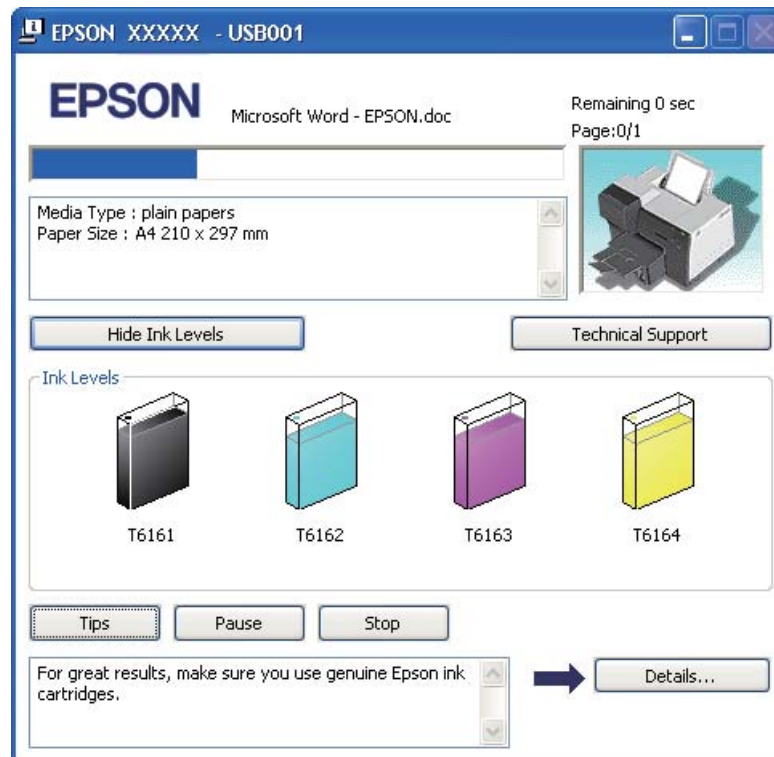 EPSON XXXXX - USB001
EPSON
Microsoft Word - EPSON.doc
Remaining 0 sec
Page:0/1
Media Type : plain papers
Paper Size : A4 210 x 297 mm
Hide Ink Levels
Technical Support
Ink Levels
T6161
T6162
T6163
T6164
Tips
Pause
Stop
For great results, make sure you use genuine Epson ink
cartridges.
Details...